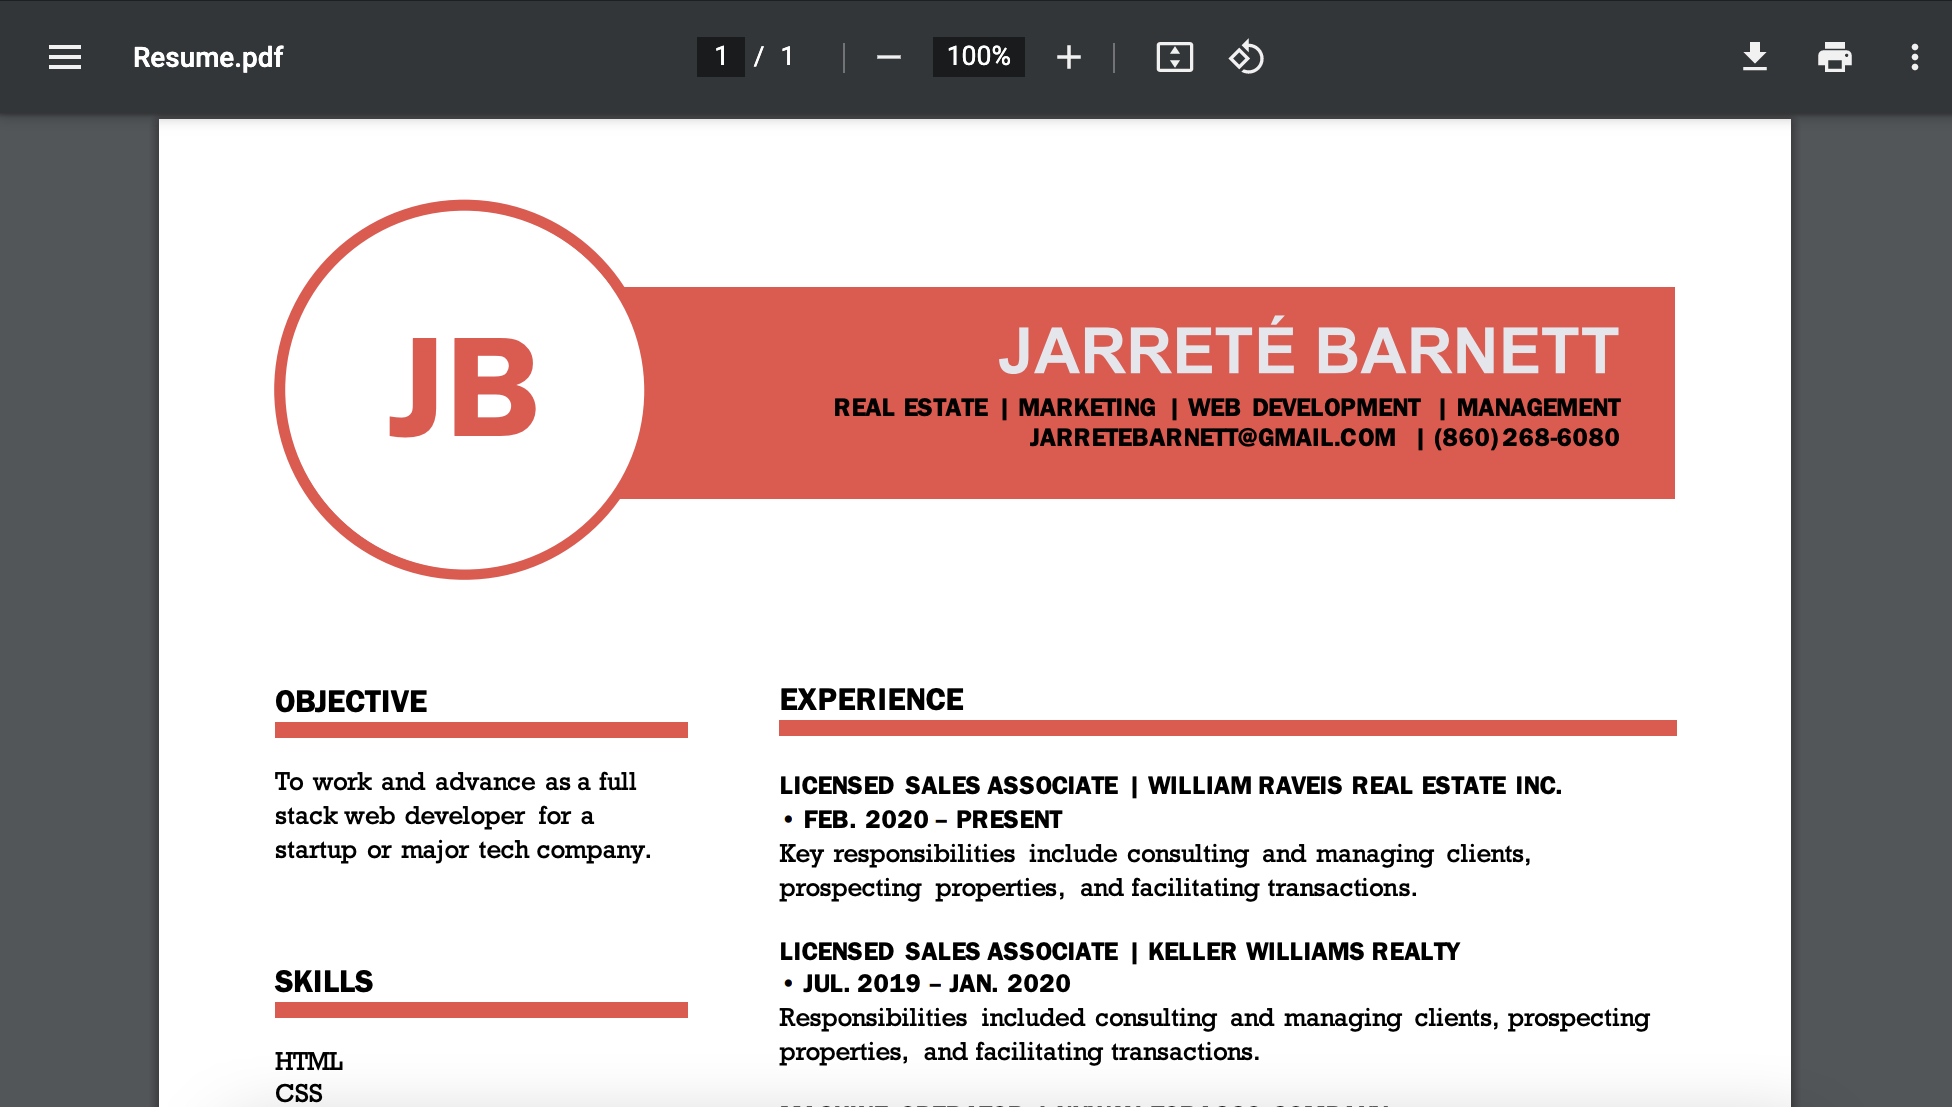 Resume.pdf
1 / 1
100%
JB
JARRETÉ BARNETT
REAL ESTATE | MARKETING | WEB DEVELOPMENT | MANAGEMENT
JARRETEBARNETT@GMAIL.COM | (860)268-6080
OBJECTIVE
To work and advance as a full
stack web developer for a
startup or major tech company.
SKILLS
HTML
CSS
EXPERIENCE
LICENSED SALES ASSOCIATE | WILLIAM RAVEIS REAL ESTATE INC.
• FEB. 2020 – PRESENT
Key responsibilities include consulting and managing clients,
prospecting properties, and facilitating transactions.
LICENSED SALES ASSOCIATE | KELLER WILLIAMS REALTY
• JUL. 2019 – JAN. 2020
Responsibilities included consulting and managing clients, prospecting
properties, and facilitating transactions.